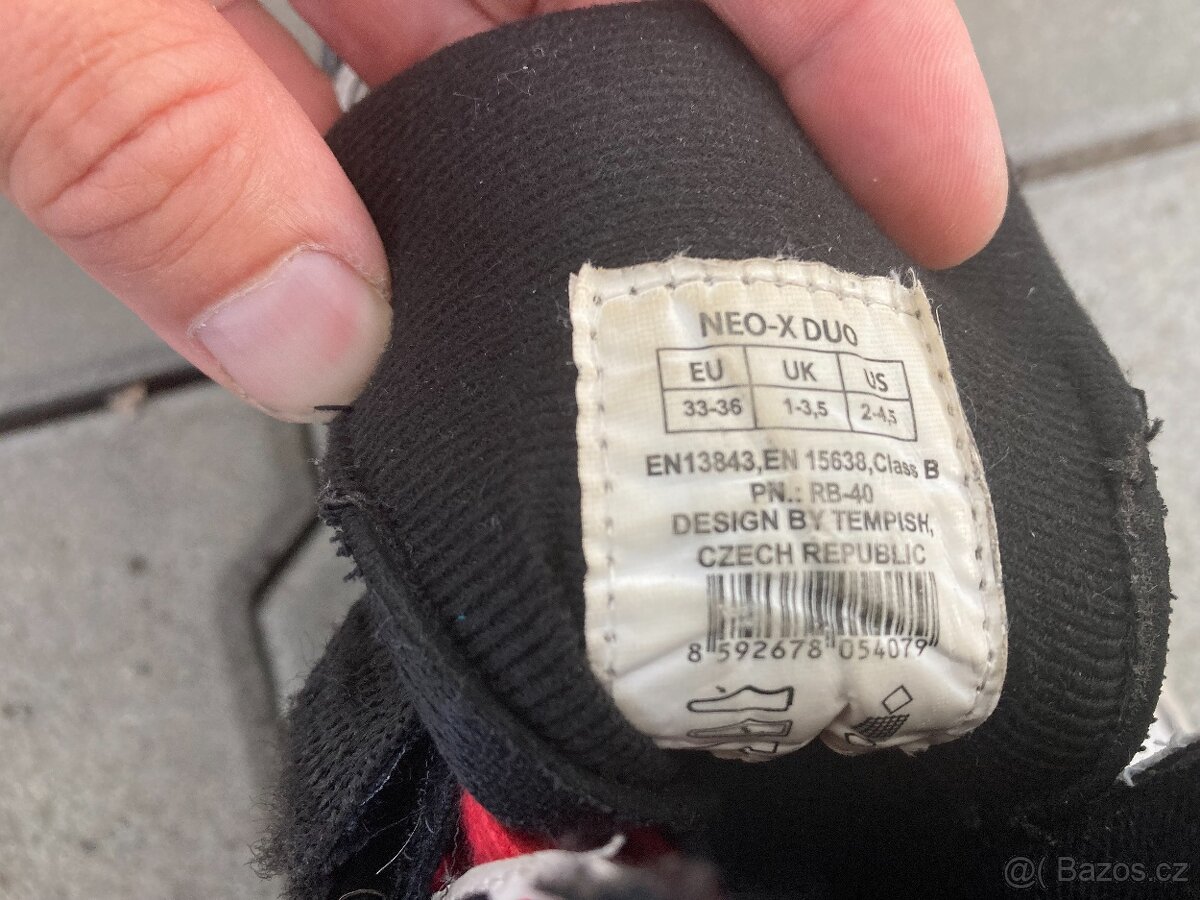 NEO-X DUO
EU UK US
33-36 1-3,5 2-4,5
EN13843,EN 15638,Class B
PN.: RB-40
DESIGN BY TEMPISH,
CZECH REPUBLIC
8 592678 054079
@( Bazos.cz